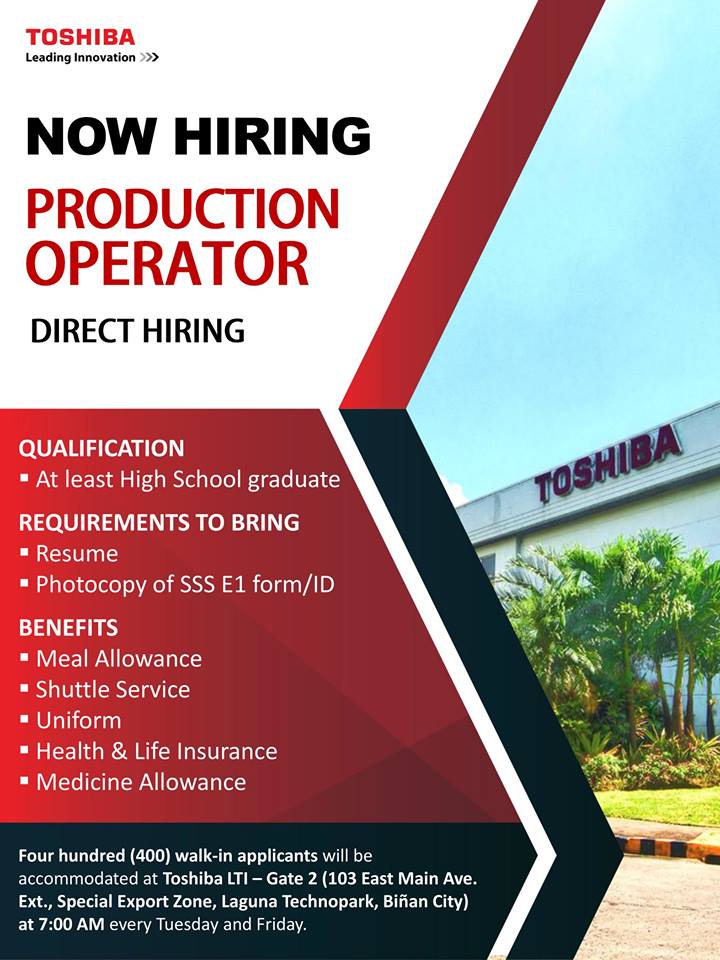 TOSHIBA
Leading Innovation >>>
NOW HIRING
PRODUCTION
OPERATOR
DIRECT HIRING
QUALIFICATION
▪ At least High School graduate
REQUIREMENTS TO BRING
▪ Resume
▪ Photocopy of SSS E1 form/ID
BENEFITS
▪ Meal Allowance
▪ Shuttle Service
▪ Uniform
▪ Health & Life Insurance
▪ Medicine Allowance
TOSHIBA
Four hundred (400) walk-in applicants will be
accommodated at Toshiba LTI – Gate 2 (103 East Main Ave.
Ext., Special Export Zone, Laguna Technopark, Biñan City)
at 7:00 AM every Tuesday and Friday.